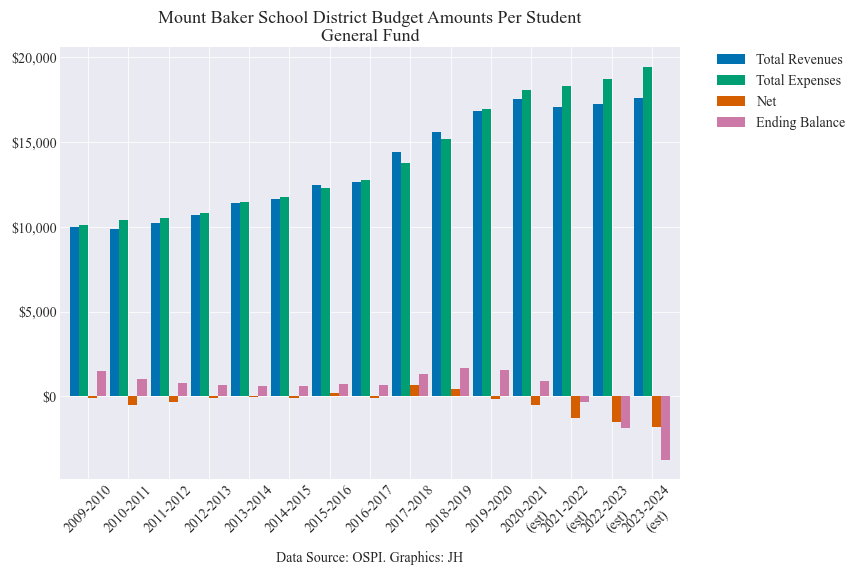 Mount Baker School District Budget Amounts Per Student
General Fund
Total Revenues
Total Expenses
Net
Ending Balance
$20,000
$15,000
$10,000
$5,000
$0
2009-2010
2010-2011
2011-2012
2012-2013
2013-2014
2014-2015
2015-2016
2016-2017
2017-2018
2018-2019
2019-2020
2020-2021
(est)
2021-2022
(est)
2022-2023
(est)
2023-2024
(est)
Data Source: OSPI. Graphics: JH